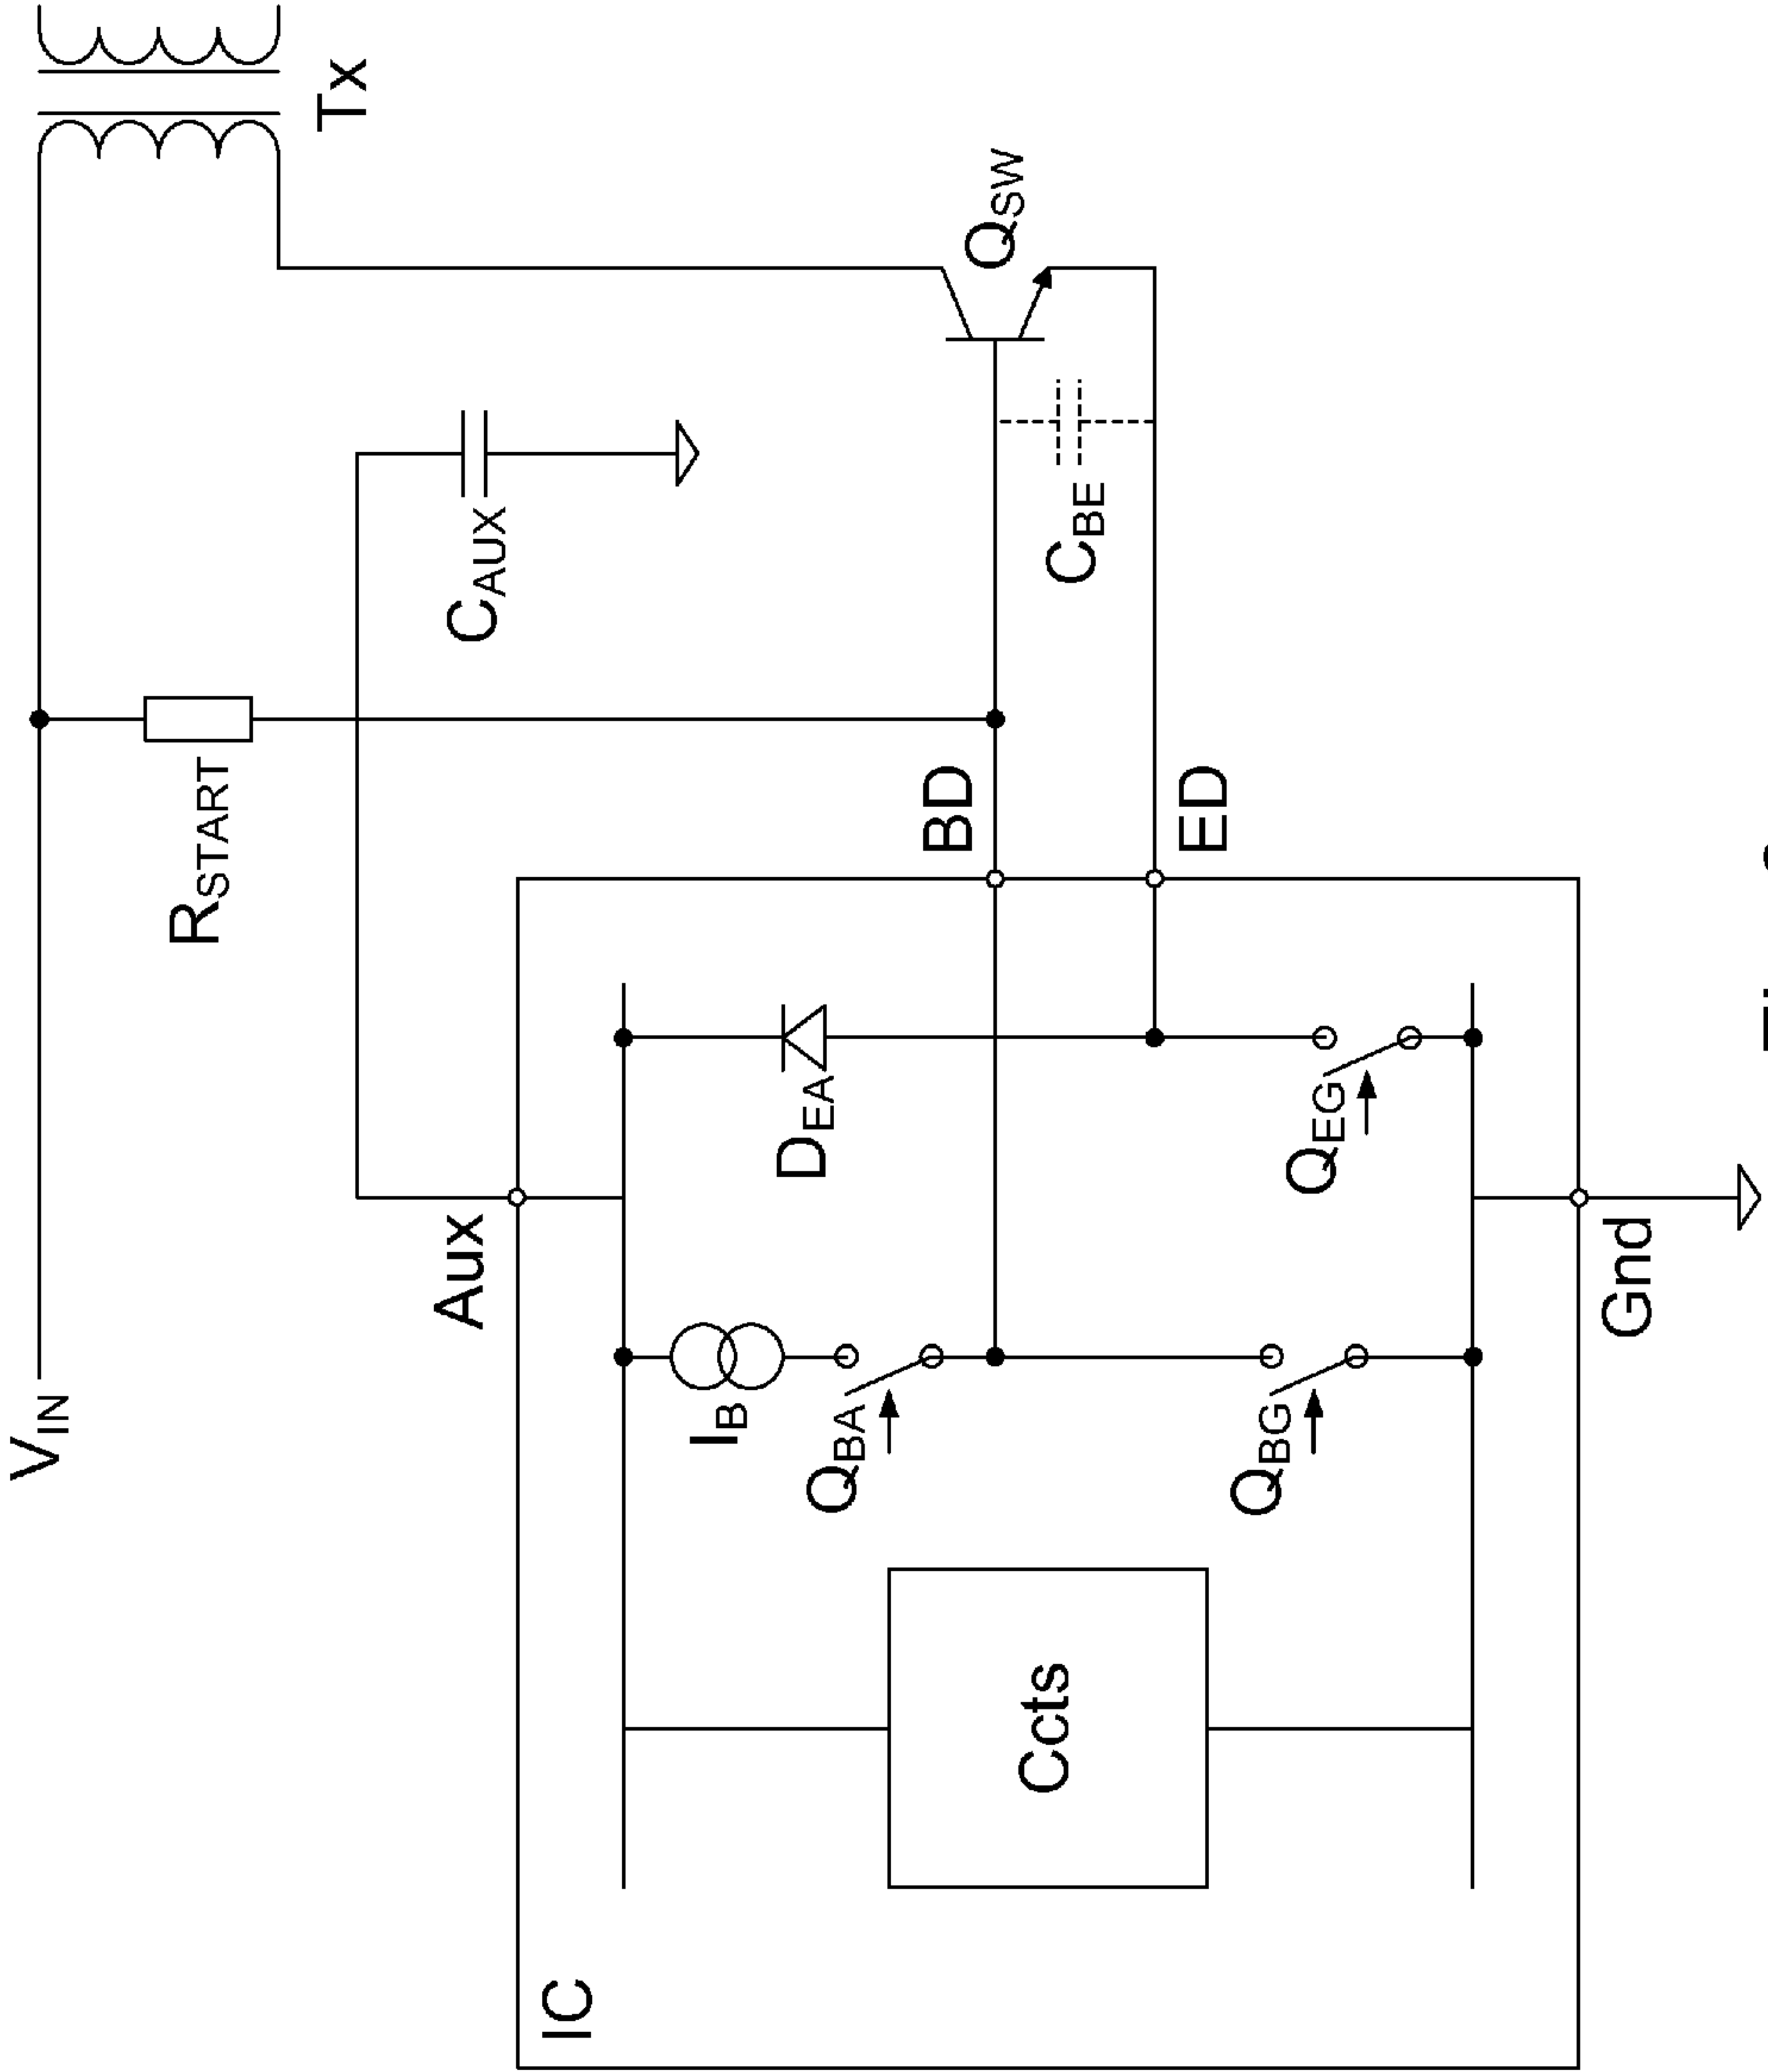 VIN
RSTART
Tx
CAUX
Aux
IC
IB
DEA
QBA
BD
QSW
CBE
ED
Ccts
QBG
QEG
Gnd